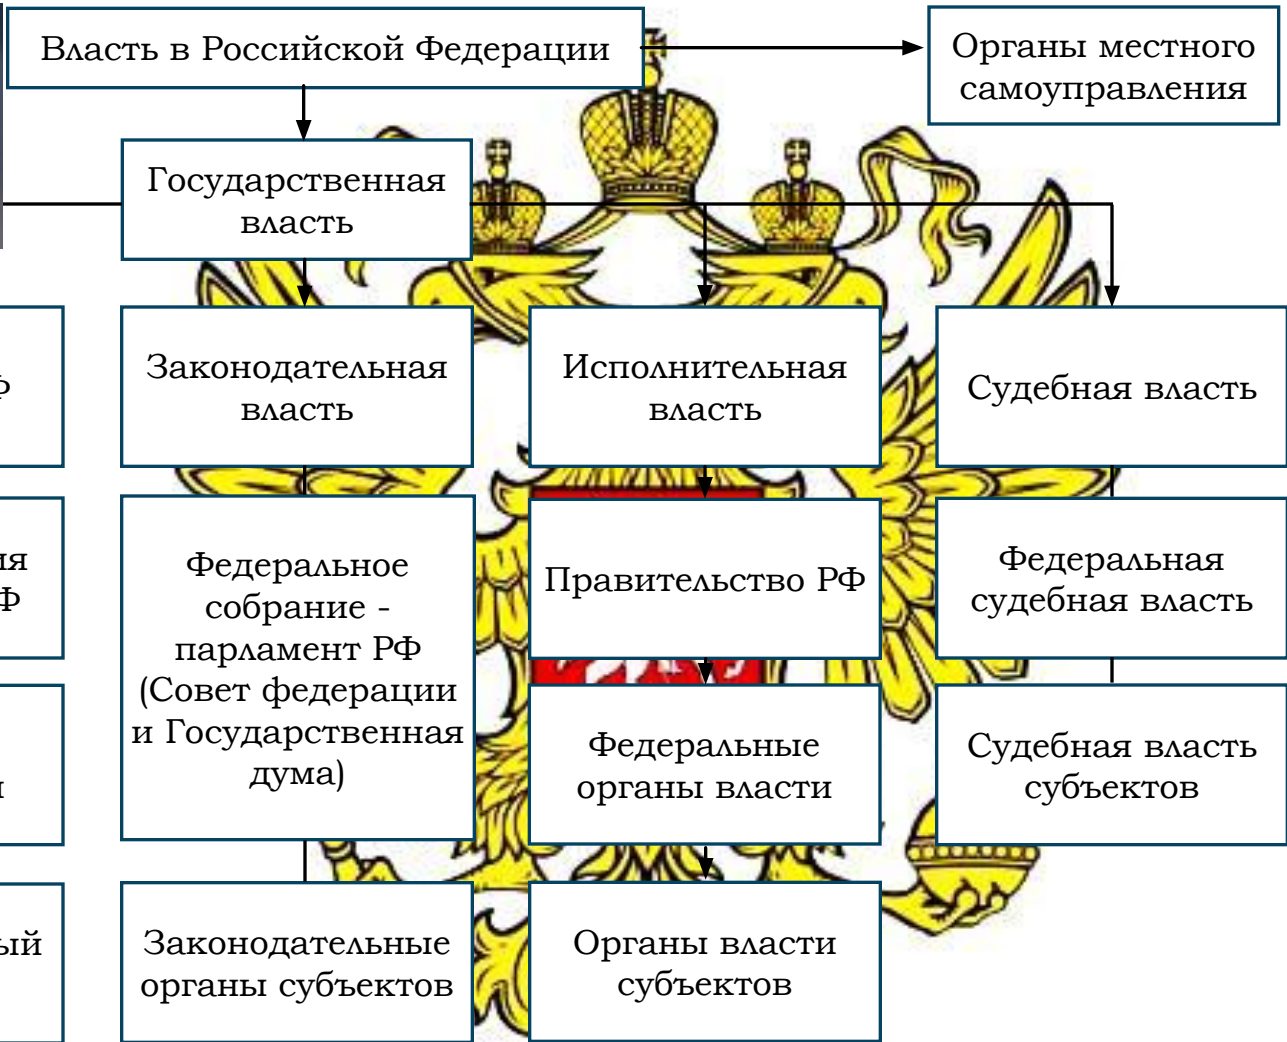 Власть в Российской Федерации
Органы местного
самоуправления
Государственная
власть
Законодательная
власть
Исполнительная
власть
Судебная власть
Федеральное
собрание -
парламент РФ
(Совет федерации
и Государственная
дума)
Правительство РФ
Федеральная
судебная власть
Федеральные
органы власти
Судебная власть
субъектов
Законодательные
органы субъектов
Органы власти
субъектов